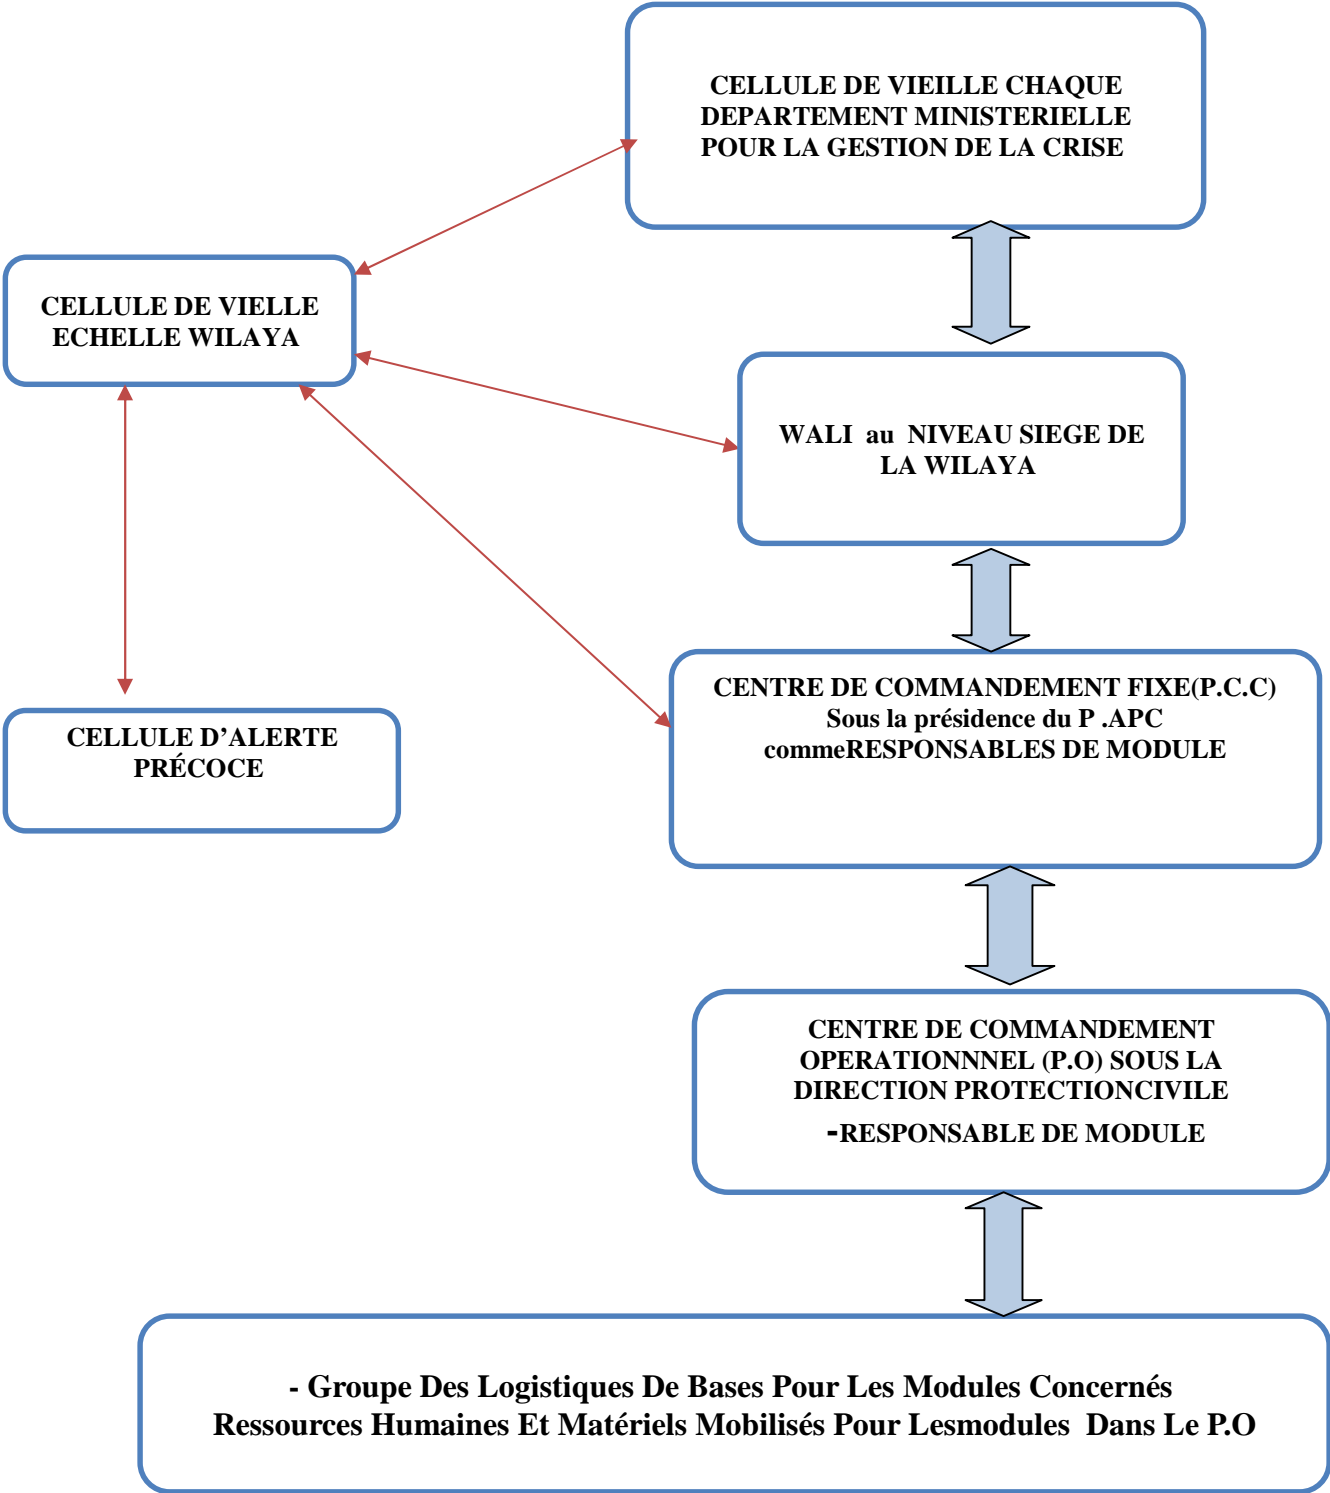 CELLULE DE VIEILLE CHAQUE
DEPARTEMENT MINISTERIELLE
POUR LA GESTION DE LA CRISE
CELLULE DE VIELLE
ECHELLE WILAYA
WALI au NIVEAU SIEGE DE
LA WILAYA
CENTRE DE COMMANDEMENT FIXE(P.C.C)
Sous la présidence du P .APC
commeRESPONSABLES DE MODULE
CELLULE D’ALERTE
PRÉCOCE
CENTRE DE COMMANDEMENT
OPERATIONNNEL (P.O) SOUS LA
DIRECTION PROTECTIONCIVILE
-RESPONSABLE DE MODULE
- Groupe Des Logistiques De Bases Pour Les Modules Concernés
Ressources Humaines Et Matériels Mobilisés Pour Lesmodules Dans Le P.O